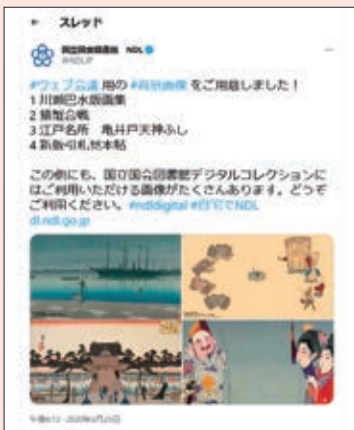 スレッド
国立国会図書館 NDL
@NDLJP
#ウェブ会議 用の #背景画像 をご用意しました！
1 川瀬巴水版画集
2 猿蟹合戦
3 江戸名所　亀井戸天神ふし
4 新版引札見本帖
この例にも、国立国会図書館デジタルコレクションに
はご利用いただける画像がたくさんあります。どうぞ
ご利用ください。#ndldigital #自宅でNDL
dl.ndl.go.jp
NDL